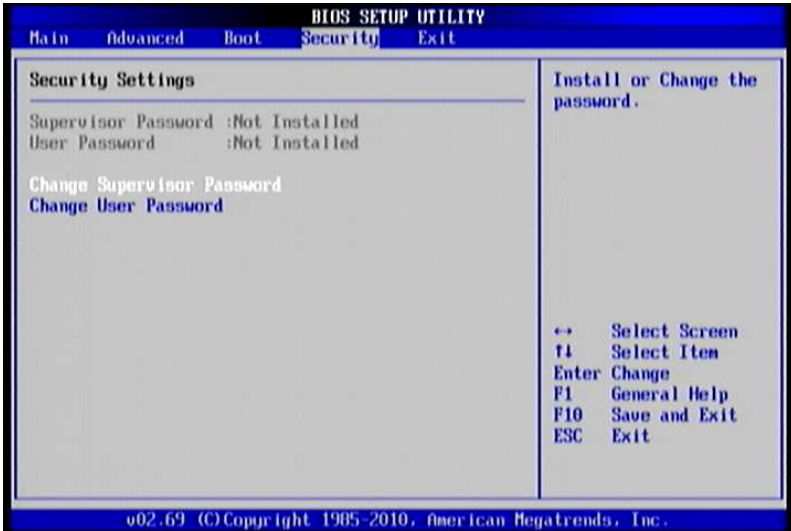 BIOS SETUP UTILITY
Main Advanced Boot Security Exit
Security Settings
Supervisor Password :Not Installed
User Password :Not Installed
Change Supervisor Password
Change User Password
Install or Change the
password.
↔ Select Screen
↑↓ Select Item
Enter Change
F1 General Help
F10 Save and Exit
ESC Exit
v02.69 (C)Copyright 1985-2010, American Megatrends, Inc.